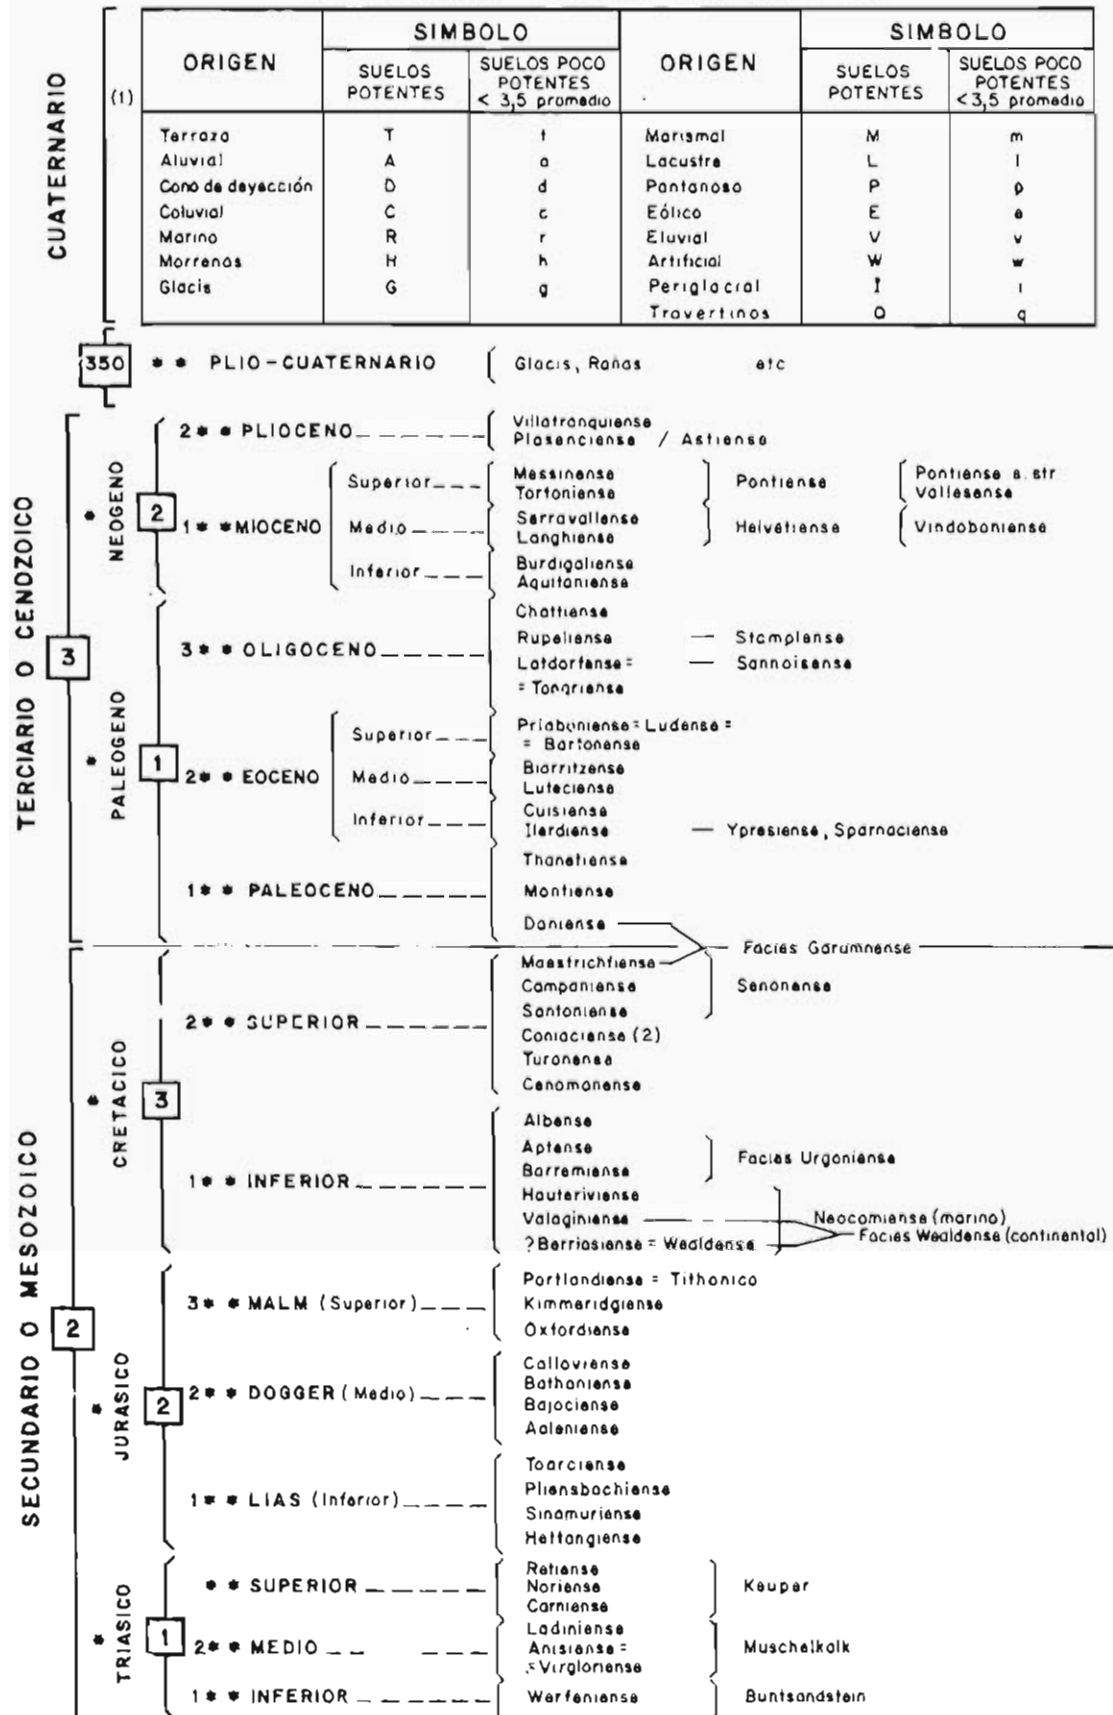 CUATERNARIO
(1)
ORIGEN
SIMBOLO
SUELOS POTENTES
SUELOS POCO POTENTES < 3,5 promedio
ORIGEN
SIMBOLO
SUELOS POTENTES
SUELOS POCO POTENTES <3,5 promedio
Terraza T t Marismal M m
Aluvial A a Lacustre L l
Cono de deyección D d Pantanoso P p
Coluvial C c Eólico E e
Marino R r Eluvial V v
Morrenas H h Artificial W w
Glacis G g Periglacial I i
Travertinos Q q
350 * * PLIO-CUATERNARIO Glacis, Rañas etc
TERCIARIO O CENOZOICO
3
* NEOGENO
2
2 * * PLIOCENO Villafranquiense
Plasenciense / Astiense
1 * * MIOCENO
Superior Messinense
Tortoniense
Pontiense
Pontiense s. str
Vallesense
Medio Serravallense
Langhiense
Helvetiense
Vindoboniense
Inferior Burdigaliense
Aquitaniense
* PALEOGENO
1
3 * * OLIGOCENO
Chattiense
Rupeliense — Stampiense
Latdorfense = — Sannoisense
= Tongriense
2 * * EOCENO
Superior Priaboniense = Ludense =
= Bartonense
Medio Biarritzense
Luteciense
Inferior Cuisiense
Ilerdiense — Ypresiense, Sparnaciense
1 * * PALEOCENO
Thanetiense
Montiense
Daniense
Facies Garumnense
SECUNDARIO O MESOZOICO
2
* CRETACICO
3
2 * * SUPERIOR
Maestrichtiense
Campaniense
Santoniense
Senonense
Coniaciense (2)
Turonense
Cenomanense
1 * * INFERIOR
Albense
Aptense
Barremiense
Facies Urgoniense
Hauteriviense
Valaginiense
? Berriasiense = Wealdense
Neocomiense (marino)
Facies Wealdense (continental)
* JURASICO
2
3 * * MALM (Superior)
Portlandiense = Tithonico
Kimmeridgiense
Oxfordiense
2 * * DOGGER (Medio)
Calloviense
Bathoniense
Bajociense
Aaleniense
1 * * LIAS (Inferior)
Toarciense
Pliensbachiense
Sinamuriense
Hettangiense
* TRIASICO
1
* * SUPERIOR
Retiense
Noriense
Carniense
Keuper
2 * * MEDIO
Ladiniense
Anisiense =
= Virgloriense
Muschelkalk
1 * * INFERIOR Werfeniense Buntsandstein